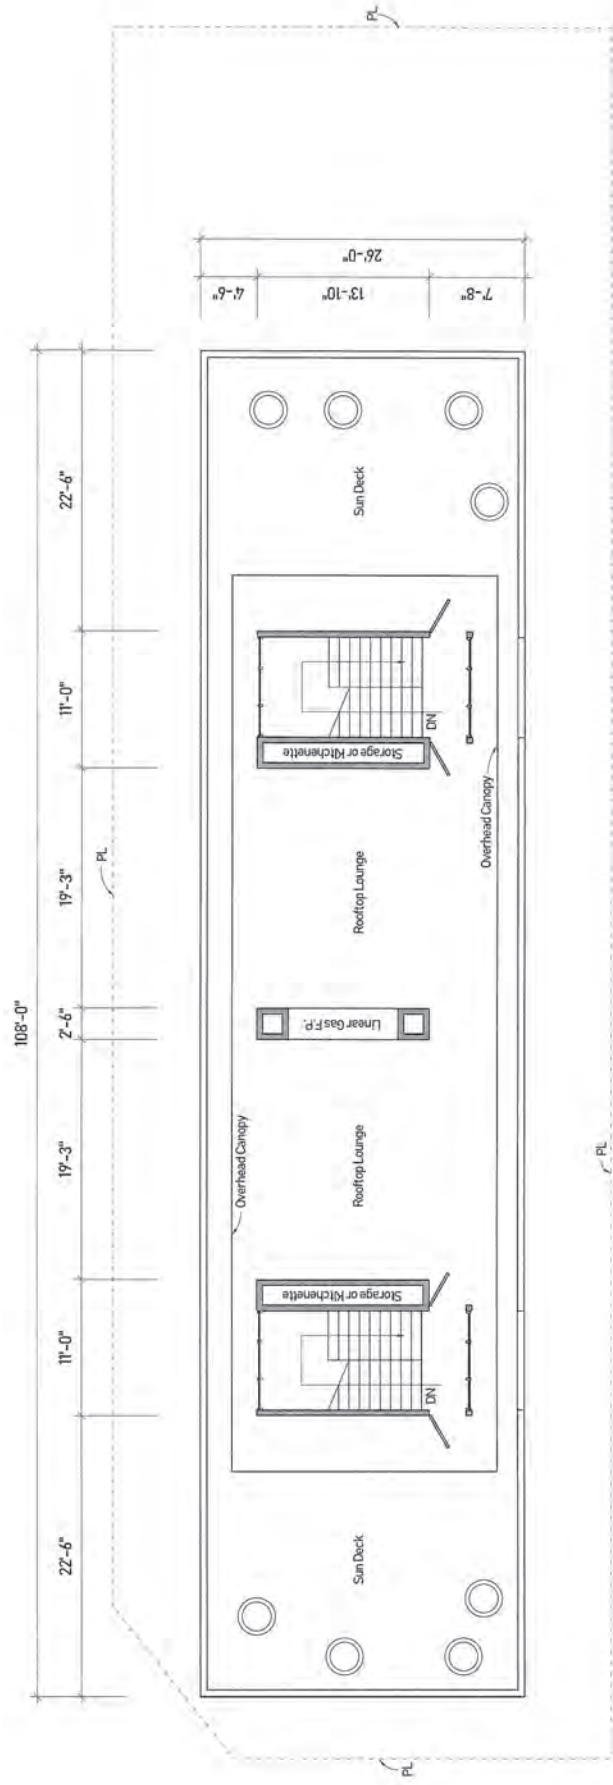 108'-0"
22'-6"
11'-0"
19'-3"
2'-6"
19'-3"
11'-0"
22'-6"
PL
PL
PL
PL
4'-6"
13'-10"
7'-8"
26'-0"
Overhead Canopy
Sun Deck
DN
Storage or Kitchenette
Rooftop Lounge
Linear Gas F.P.
Rooftop Lounge
Storage or Kitchenette
DN
Sun Deck
Overhead Canopy